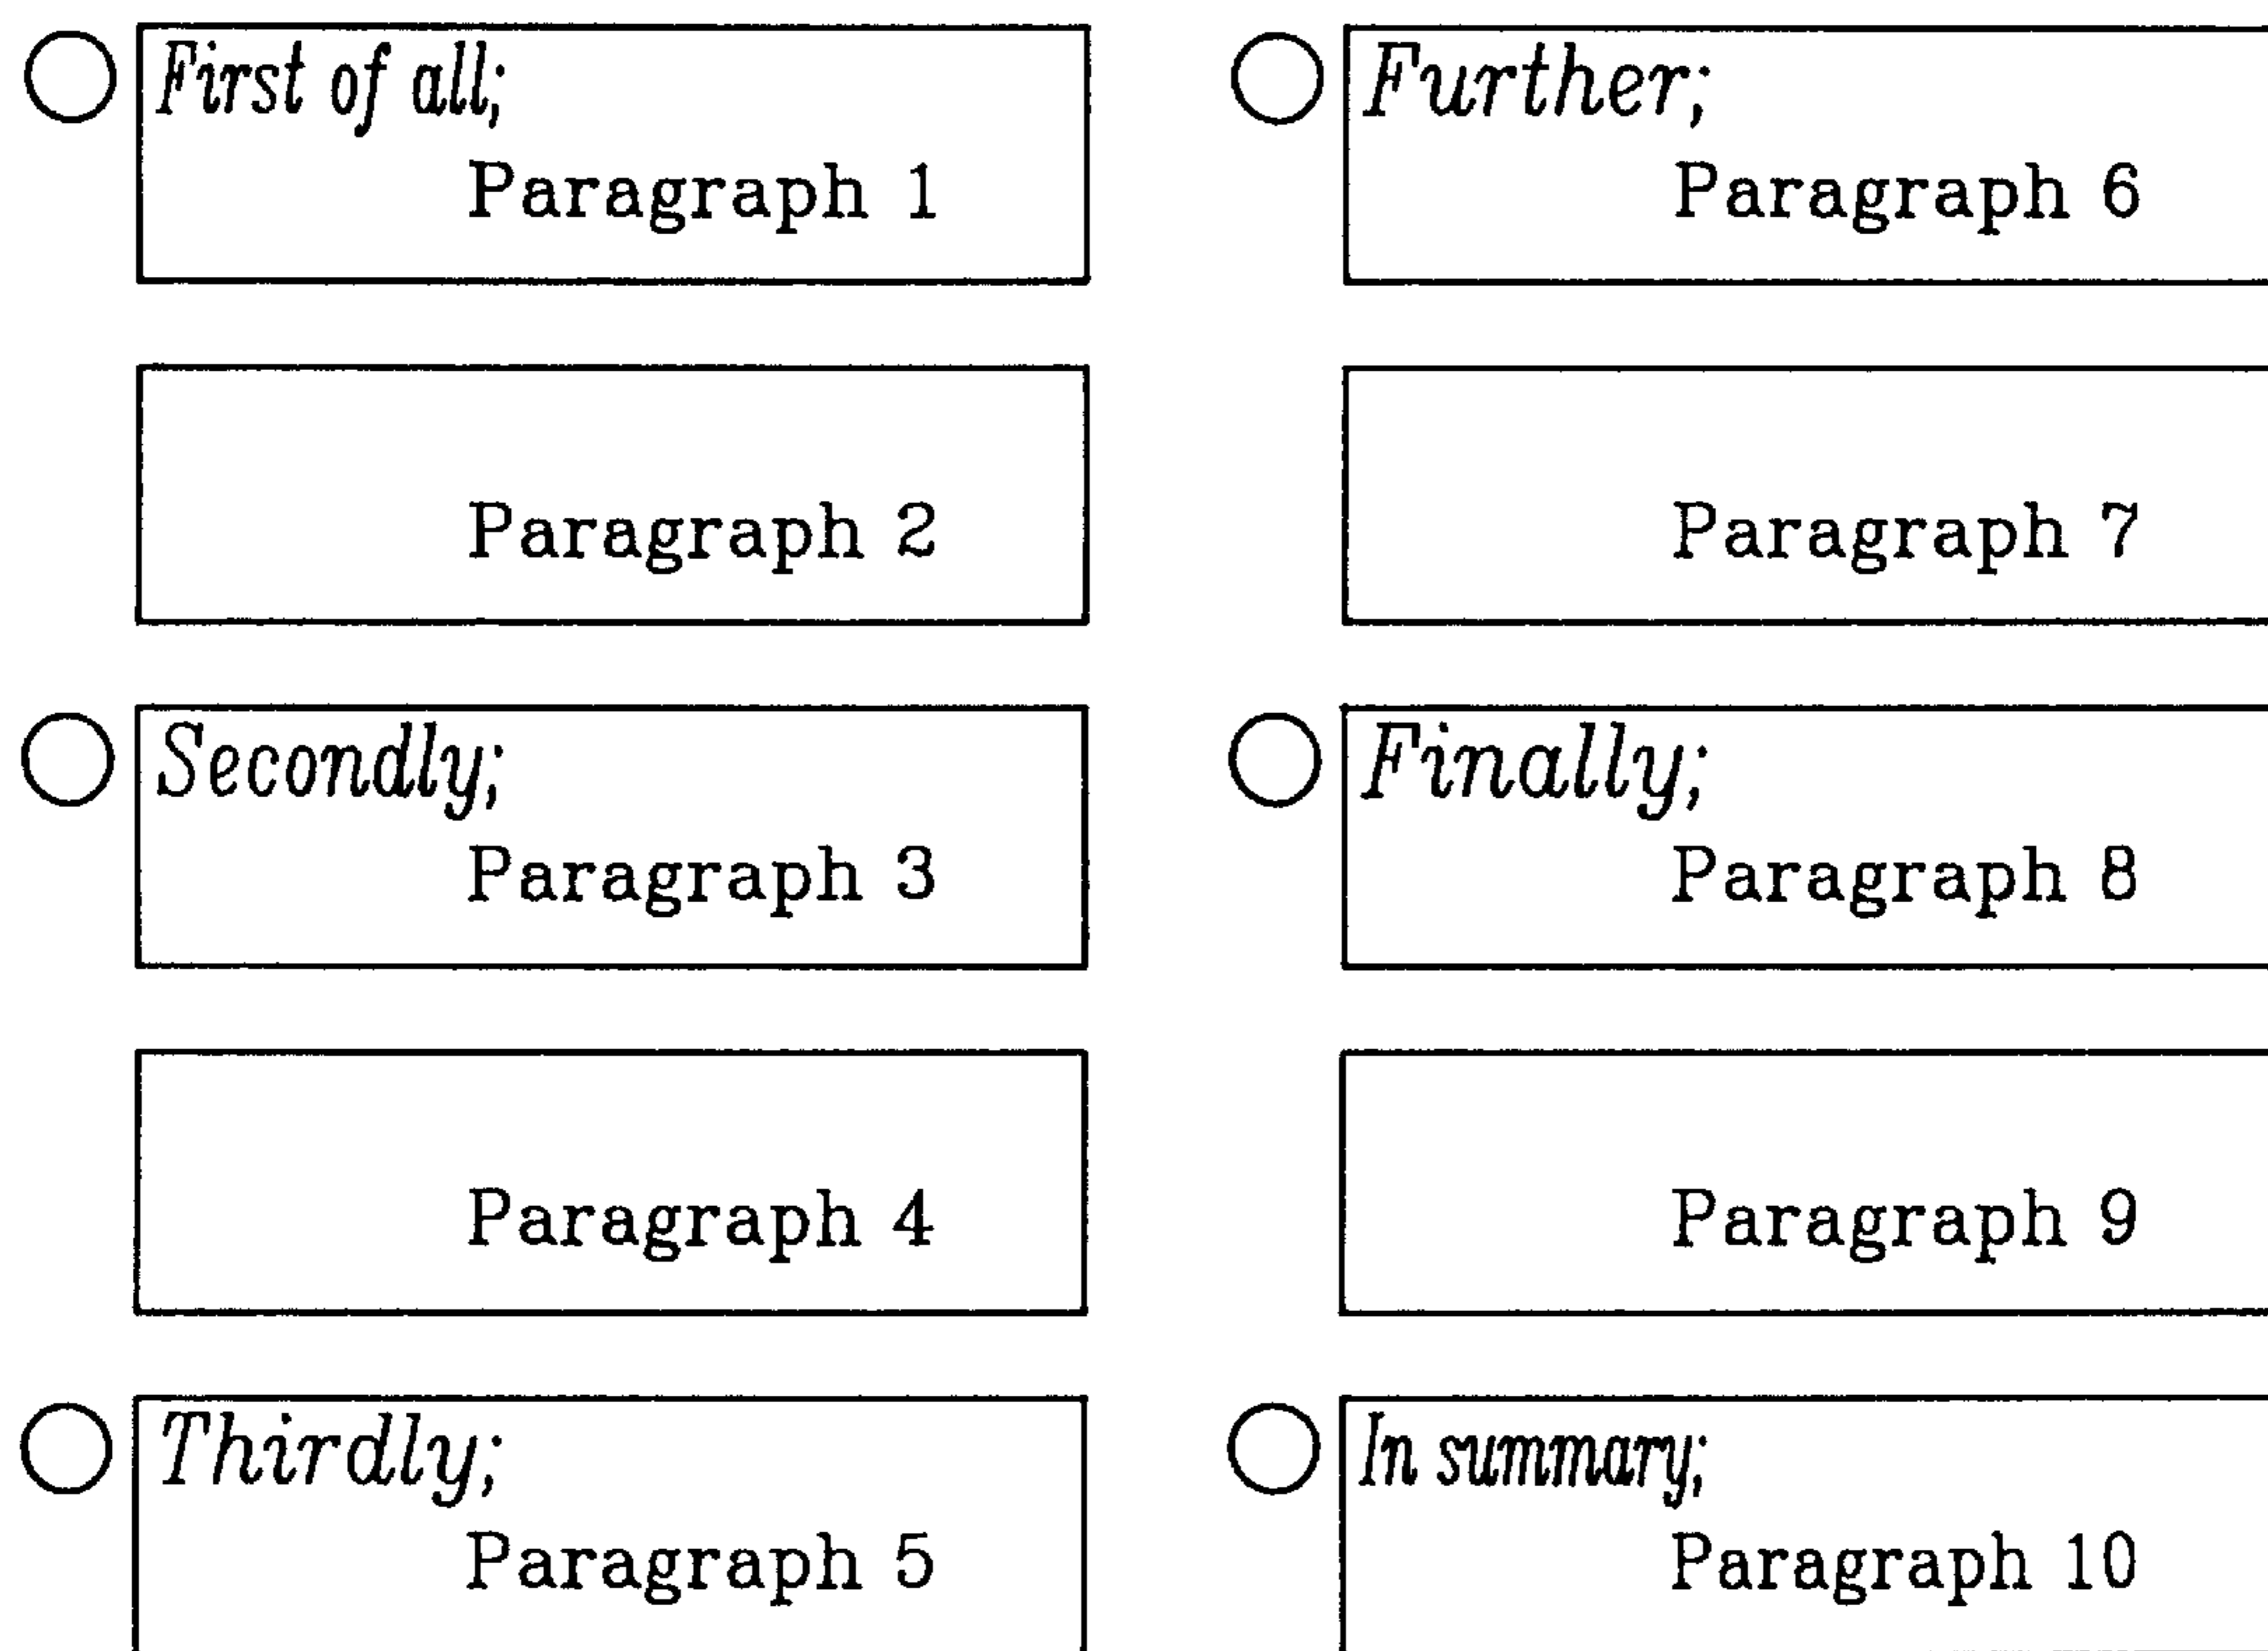 First of all;
Paragraph 1
Paragraph 2
Secondly;
Paragraph 3
Paragraph 4
Thirdly;
Paragraph 5
Further;
Paragraph 6
Paragraph 7
Finally;
Paragraph 8
Paragraph 9
In summary;
Paragraph 10